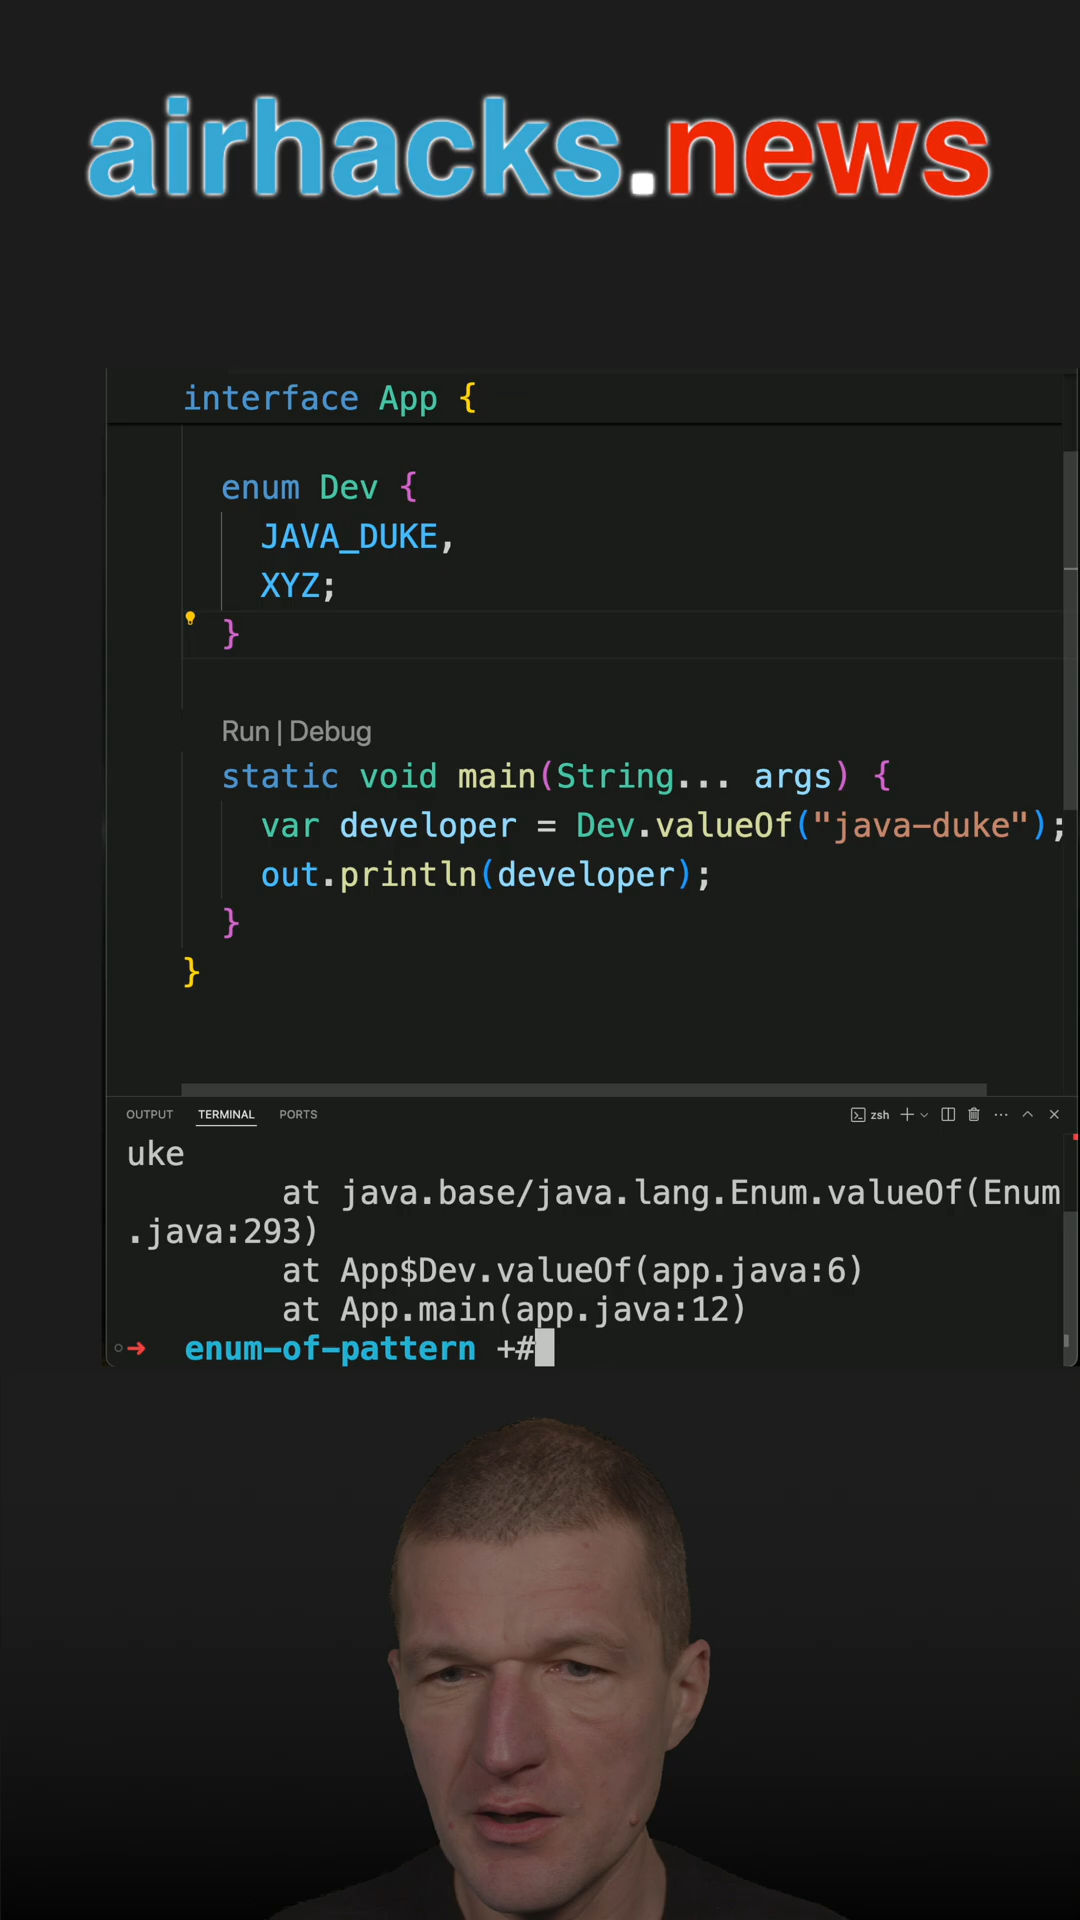 airhacks.news
interface App {
enum Dev {
JAVA_DUKE,
XYZ;
}
Run | Debug
static void main(String... args) {
var developer = Dev.valueOf("java-duke");
out.println(developer);
}
}
OUTPUT TERMINAL PORTS zsh
uke
at java.base/java.lang.Enum.valueOf(Enum
.java:293)
at App$Dev.valueOf(app.java:6)
at App.main(app.java:12)
enum-of-pattern +#